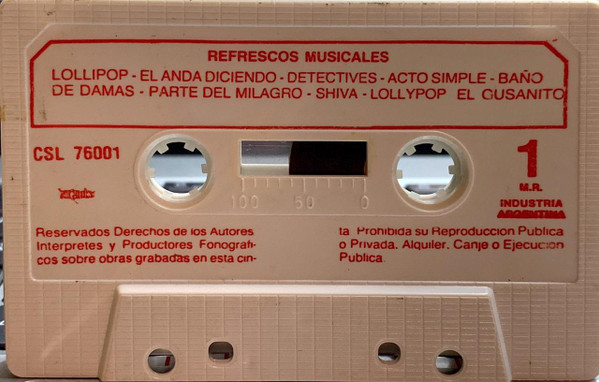 REFRESCOS MUSICALES
LOLLIPOP - EL ANDA DICIENDO - DETECTIVES - ACTO SIMPLE - BAÑO
DE DAMAS - PARTE DEL MILAGRO - SHIVA - LOLLYPOP EL GUSANITO
CSL 76001
1
M.R.
100 50 0
INDUSTRIA
ARGENTINA
Reservados Derechos de los Autores
Interpretes y Productores Fonografi-
cos sobre obras grabadas en esta cin-
ta Prohibida su Reproduccion Publica
o Privada. Alquiler. Canje o Ejecucion
Publica.